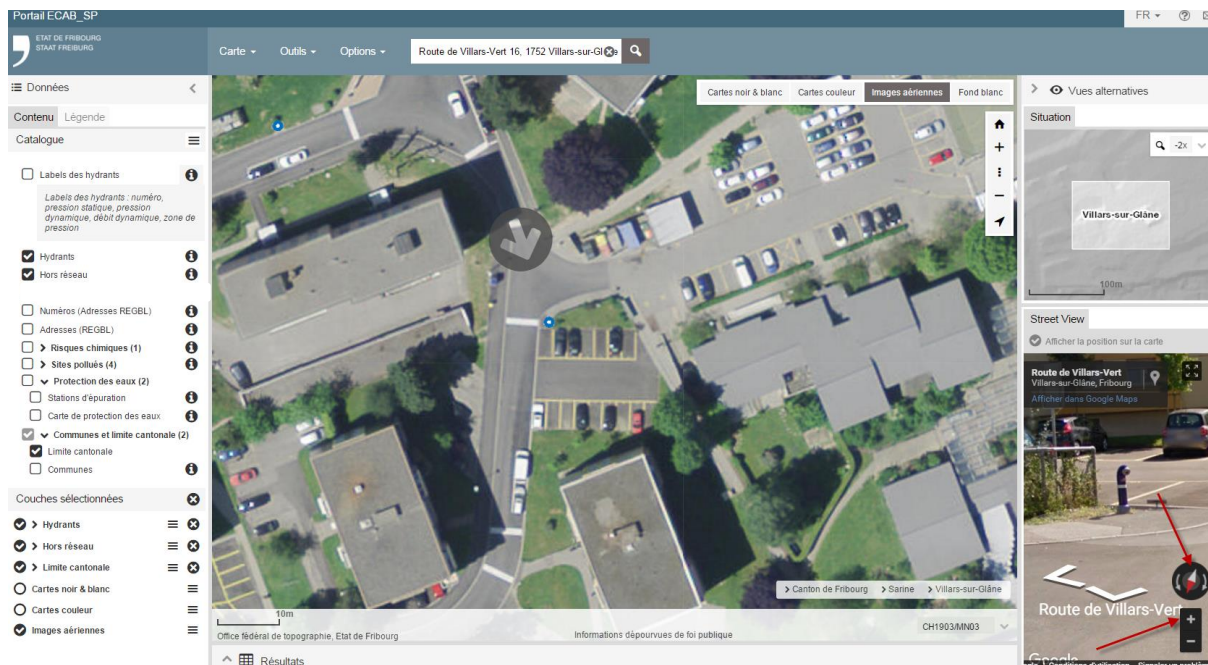 Portail ECAB_SP
FR
ETAT DE FRIBOURG
STAAT FREIBURG
Carte
Outils
Options
Route de Villars-Vert 16, 1752 Villars-sur-Gl
Données
Contenu
Légende
Catalogue
Labels des hydrants
Labels des hydrants : numéro,
pression statique, pression
dynamique, débit dynamique, zone de
pression
Hydrants
Hors réseau
Numéros (Adresses REGBL)
Adresses (REGBL)
Risques chimiques (1)
Sites pollués (4)
Protection des eaux (2)
Stations d'épuration
Carte de protection des eaux
Communes et limite cantonale (2)
Limite cantonale
Communes
Couches sélectionnées
Hydrants
Hors réseau
Limite cantonale
Cartes noir & blanc
Cartes couleur
Images aériennes
Cartes noir & blanc
Cartes couleur
Images aériennes
Fond blanc
Canton de Fribourg
Sarine
Villars-sur-Glâne
10m
Office fédéral de topographie, Etat de Fribourg
Informations dépourvues de foi publique
CH1903/MN03
Résultats
Vues alternatives
Situation
-2x
Villars-sur-Glâne
100m
Street View
Afficher la position sur la carte
Route de Villars-Vert
Villars-sur-Glâne, Fribourg
Afficher dans Google Maps
Route de Villars-Vert
Google
Conditions d'utilisation